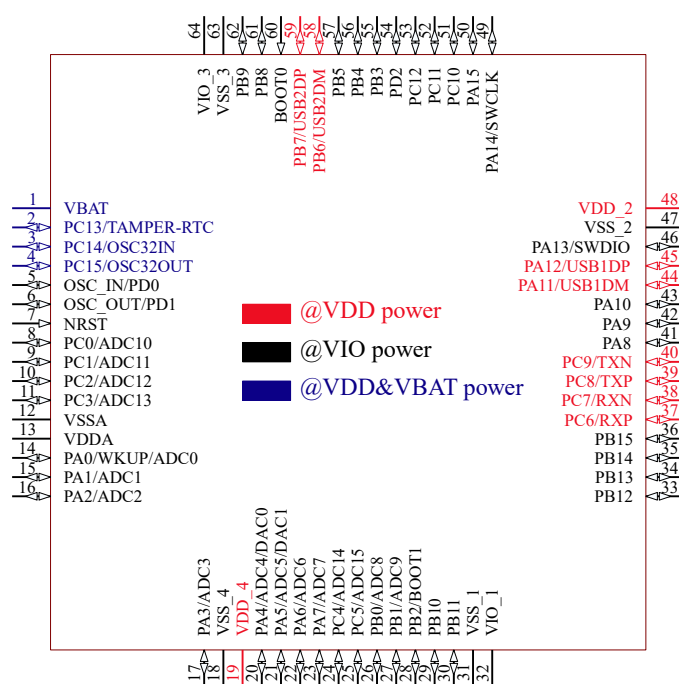 64 VIO_3
63 VSS_3
62 PB9
61 PB8
60 BOOT0
59 PB7/USB2DP
58 PB6/USB2DM
57 PB5
56 PB4
55 PB3
54 PD2
53 PC12
52 PC11
51 PC10
50 PA15
49 PA14/SWCLK
1 VBAT
2 PC13/TAMPER-RTC
3 PC14/OSC32IN
4 PC15/OSC32OUT
5 OSC_IN/PD0
6 OSC_OUT/PD1
7 NRST
8 PC0/ADC10
9 PC1/ADC11
10 PC2/ADC12
11 PC3/ADC13
12 VSSA
13 VDDA
14 PA0/WKUP/ADC0
15 PA1/ADC1
16 PA2/ADC2
@VDD power
@VIO power
@VDD&VBAT power
VDD_2 48
VSS_2 47
PA13/SWDIO 46
PA12/USB1DP 45
PA11/USB1DM 44
PA10 43
PA9 42
PA8 41
PC9/TXN 40
PC8/TXP 39
PC7/RXN 38
PC6/RXP 37
PB15 36
PB14 35
PB13 34
PB12 33
17 PA3/ADC3
18 VSS_4
19 VDD_4
20 PA4/ADC4/DAC0
21 PA5/ADC5/DAC1
22 PA6/ADC6
23 PA7/ADC7
24 PC4/ADC14
25 PC5/ADC15
26 PB0/ADC8
27 PB1/ADC9
28 PB2/BOOT1
29 PB10
30 PB11
31 VSS_1
32 VIO_1